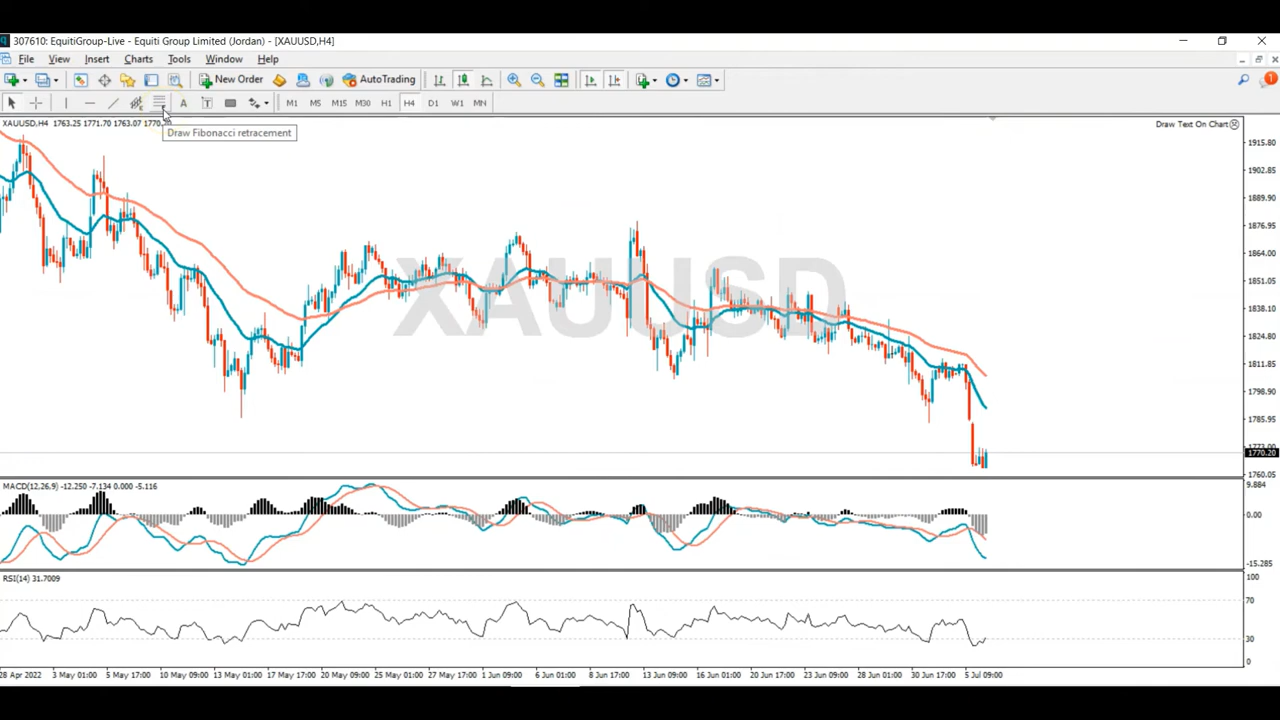 307610: EquitiGroup-Live - Equiti Group Limited (Jordan) - [XAUUSD,H4]
File View Insert Charts Tools Window Help
New Order AutoTrading
A T M1 M5 M15 M30 H1 H4 D1 W1 MN
XAUUSD,H4 1763.25 1771.70 1763.07 1770.20
Draw Text On Chart
Draw Fibonacci retracement
XAUUSD
1915.80
1902.85
1889.90
1876.95
1864.00
1851.05
1838.10
1824.80
1811.85
1798.90
1785.95
1773.00
1770.20
1760.05
MACD(12,26,9) -12.250 -7.134 0.000 -5.116
9.884
0.00
-15.285
RSI(14) 31.7009
100
70
30
0
28 Apr 2022 3 May 01:00 5 May 17:00 10 May 09:00 13 May 01:00 17 May 17:00 20 May 09:00 25 May 01:00 27 May 17:00 1 Jun 09:00 6 Jun 01:00 8 Jun 17:00 13 Jun 09:00 16 Jun 01:00 20 Jun 17:00 23 Jun 09:00 28 Jun 01:00 30 Jun 17:00 5 Jul 09:00